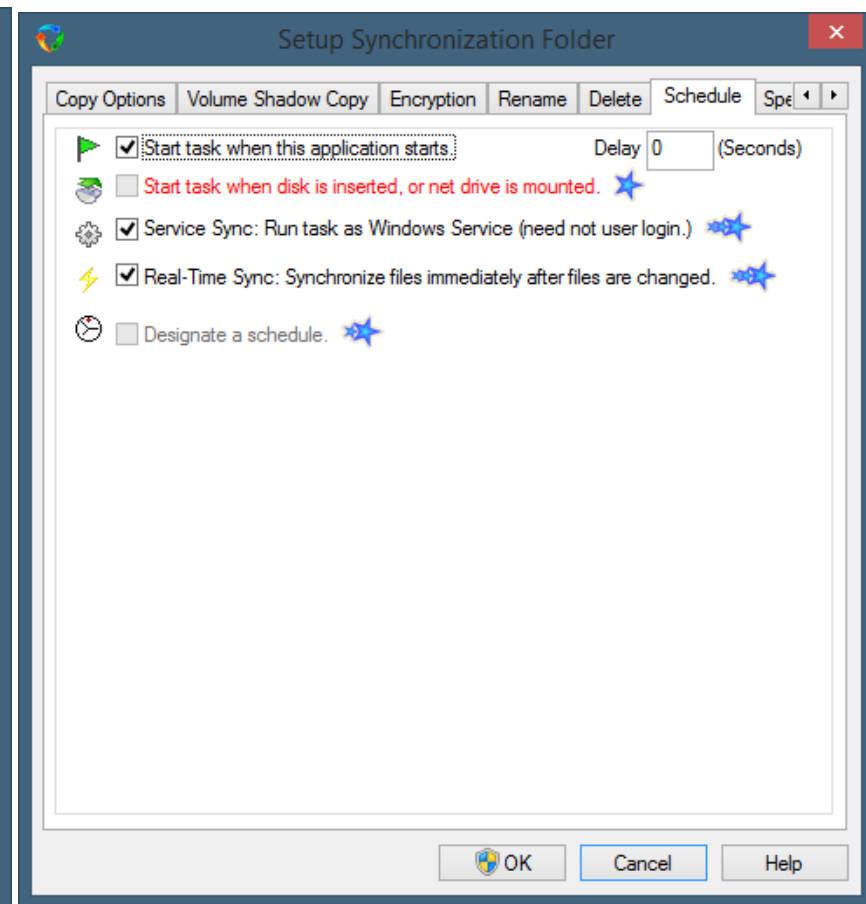 Setup Synchronization Folder
Copy Options Volume Shadow Copy Encryption Rename Delete Schedule
Start task when this application starts. Delay 0 (Seconds)
Start task when disk is inserted, or net drive is mounted.
Service Sync: Run task as Windows Service (need not user login.)
Real-Time Sync: Synchronize files immediately after files are changed.
Designate a schedule.
OK Cancel Help